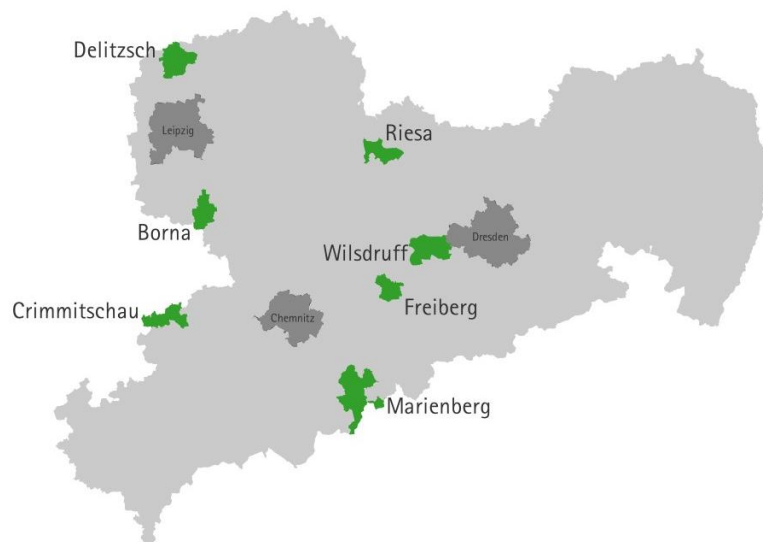 Delitzsch
Leipzig
Riesa
Borna
Wilsdruff
Dresden
Crimmitschau
Chemnitz
Freiberg
Marienberg